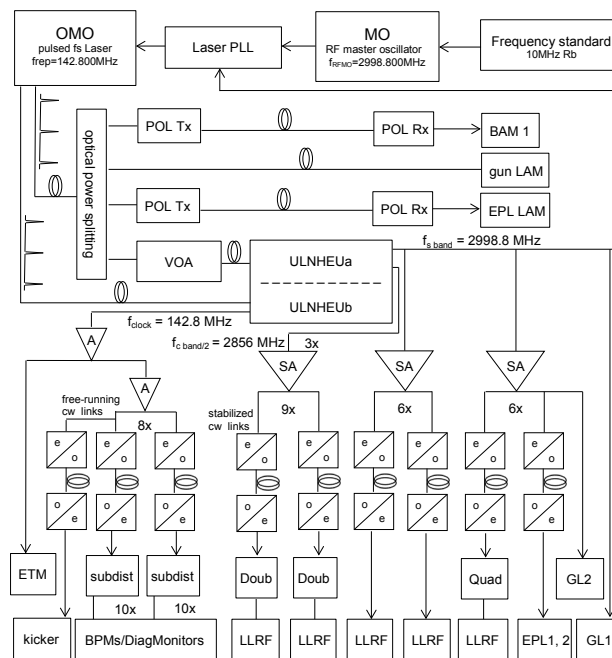 OMO
pulsed fs Laser
frep=142.800MHz
Laser PLL
MO
RF master oscillator
fRFMO=2998.800MHz
Frequency standard
10MHz Rb
optical power splitting
POL Tx
POL Rx
BAM 1
gun LAM
POL Tx
POL Rx
EPL LAM
VOA
ULNHEUa
ULNHEUb
fs band = 2998.8 MHz
fclock = 142.8 MHz
fc band/2 = 2856 MHz
3x
A
A
SA
SA
SA
free-running
cw links
8x
stabilized
cw links
9x
6x
6x
e
o
e
o
e
o
e
o
e
o
e
o
e
o
e
o
e
o
o
e
o
e
o
e
o
e
o
e
o
e
o
e
o
e
o
e
ETM
subdist
subdist
Doub
Doub
Quad
GL2
10x
10x
kicker
BPMs/DiagMonitors
LLRF
LLRF
LLRF
LLRF
LLRF
EPL1, 2
GL1